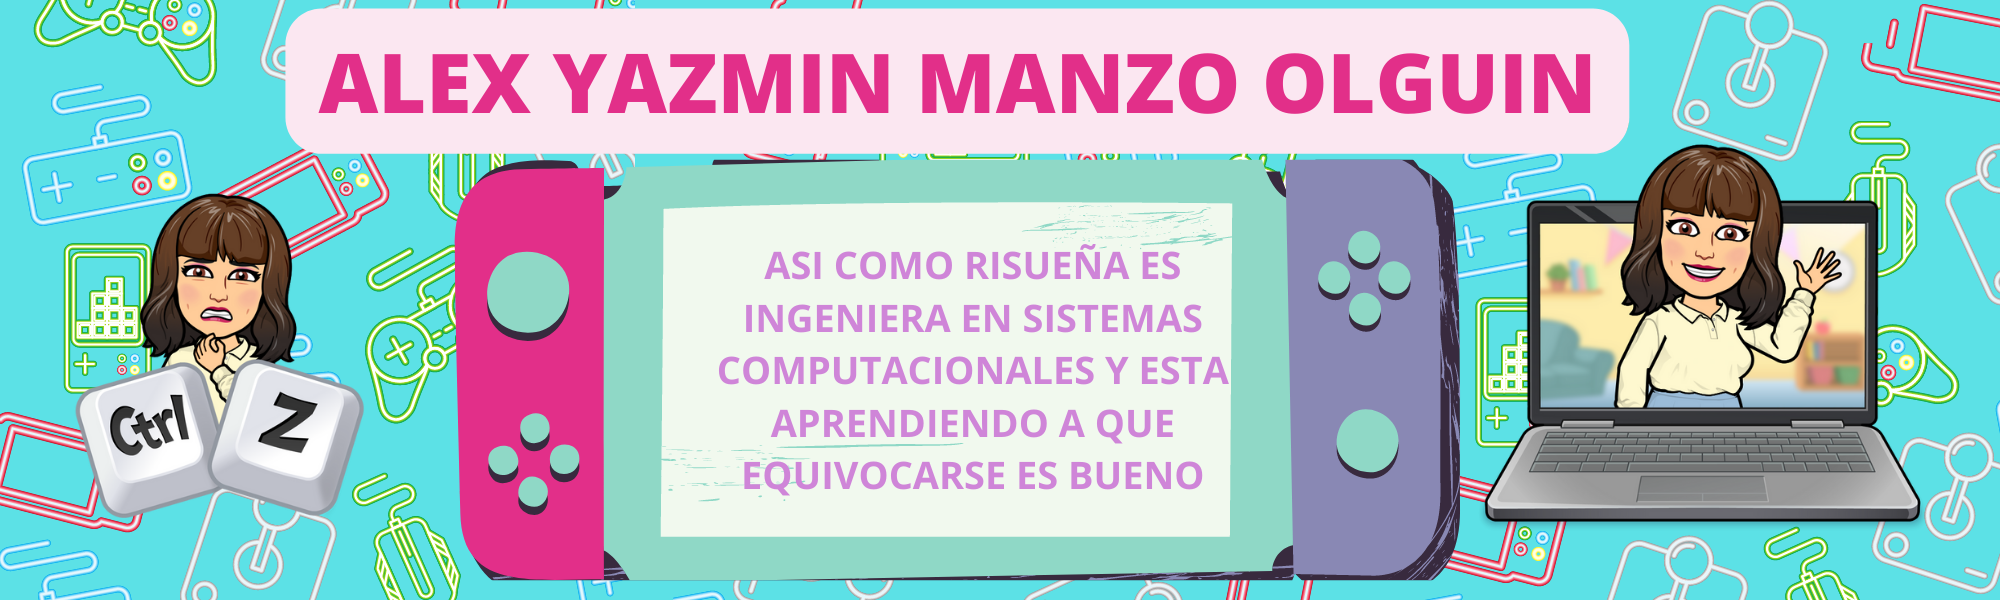 ALEX YAZMIN MANZO OLGUIN
ASI COMO RISUEÑA ES
INGENIERA EN SISTEMAS
COMPUTACIONALES Y ESTA
APRENDIENDO A QUE
EQUIVOCARSE ES BUENO
Ctrl Z